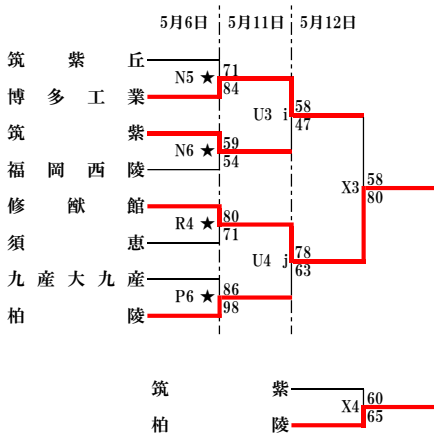 5月6日 5月11日 5月12日
筑紫丘
N5 ★ 71
博多工業 84
U3 i 58
47
筑紫
N6 ★ 59
54
福岡西陵
X3 58
80
修猷館
R4 ★ 80
71
須恵
U4 j 78
63
九産大九産
P6 ★ 86
98
柏陵
筑紫
X4 60
65
柏陵